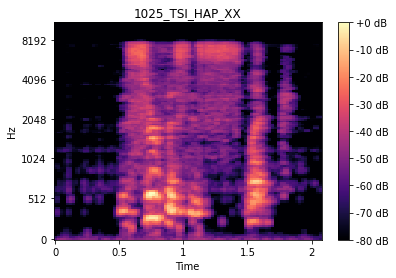 1025_TSI_HAP_XX
+0 dB
8192
-10 dB
4096
-20 dB
-30 dB
2048
Hz
-40 dB
1024
-50 dB
512
-60 dB
-70 dB
0
-80 dB
0
0.5
1
1.5
2
Time